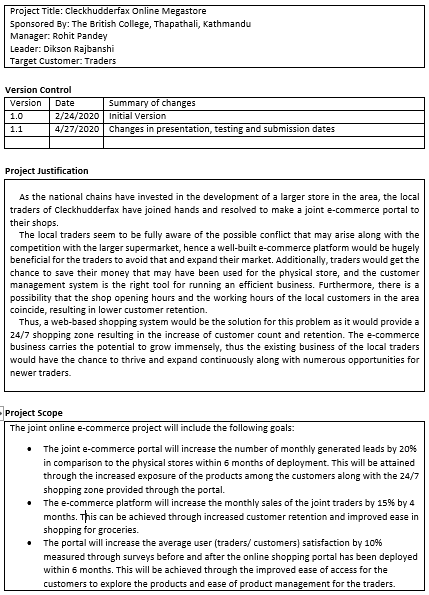 Project Title: Cleckhudderfax Online Megastore
Sponsored By: The British College, Thapathali, Kathmandu
Manager: Rohit Pandey
Leader: Dikson Rajbanshi
Target Customer: Traders
Version Control
Version Date Summary of changes
1.0 2/24/2020 Initial Version
1.1 4/27/2020 Changes in presentation, testing and submission dates
Project Justification
As the national chains have invested in the development of a larger store in the area, the local
traders of Cleckhudderfax have joined hands and resolved to make a joint e-commerce portal to
their shops.
The local traders seem to be fully aware of the possible conflict that may arise along with the
competition with the larger supermarket, hence a well-built e-commerce platform would be hugely
beneficial for the traders to avoid that and expand their market. Additionally, traders would get the
chance to save their money that may have been used for the physical store, and the customer
management system is the right tool for running an efficient business. Furthermore, there is a
possibility that the shop opening hours and the working hours of the local customers in the area
coincide, resulting in lower customer retention.
Thus, a web-based shopping system would be the solution for this problem as it would provide a
24/7 shopping zone resulting in the increase of customer count and retention. The e-commerce
business carries the potential to grow immensely, thus the existing business of the local traders
would have the chance to thrive and expand continuously along with numerous opportunities for
newer traders.
Project Scope
The joint online e-commerce project will include the following goals:
• The joint e-commerce portal will increase the number of monthly generated leads by 20%
in comparison to the physical stores within 6 months of deployment. This will be attained
through the increased exposure of the products among the customers along with the 24/7
shopping zone provided through the portal.
• The e-commerce platform will increase the monthly sales of the joint traders by 15% by 4
months. This can be achieved through increased customer retention and improved ease in
shopping for groceries.
• The portal will increase the average user (traders/ customers) satisfaction by 10%
measured through surveys before and after the online shopping portal has been deployed
within 6 months. This will be achieved through the improved ease of access for the
customers to explore the products and ease of product management for the traders.